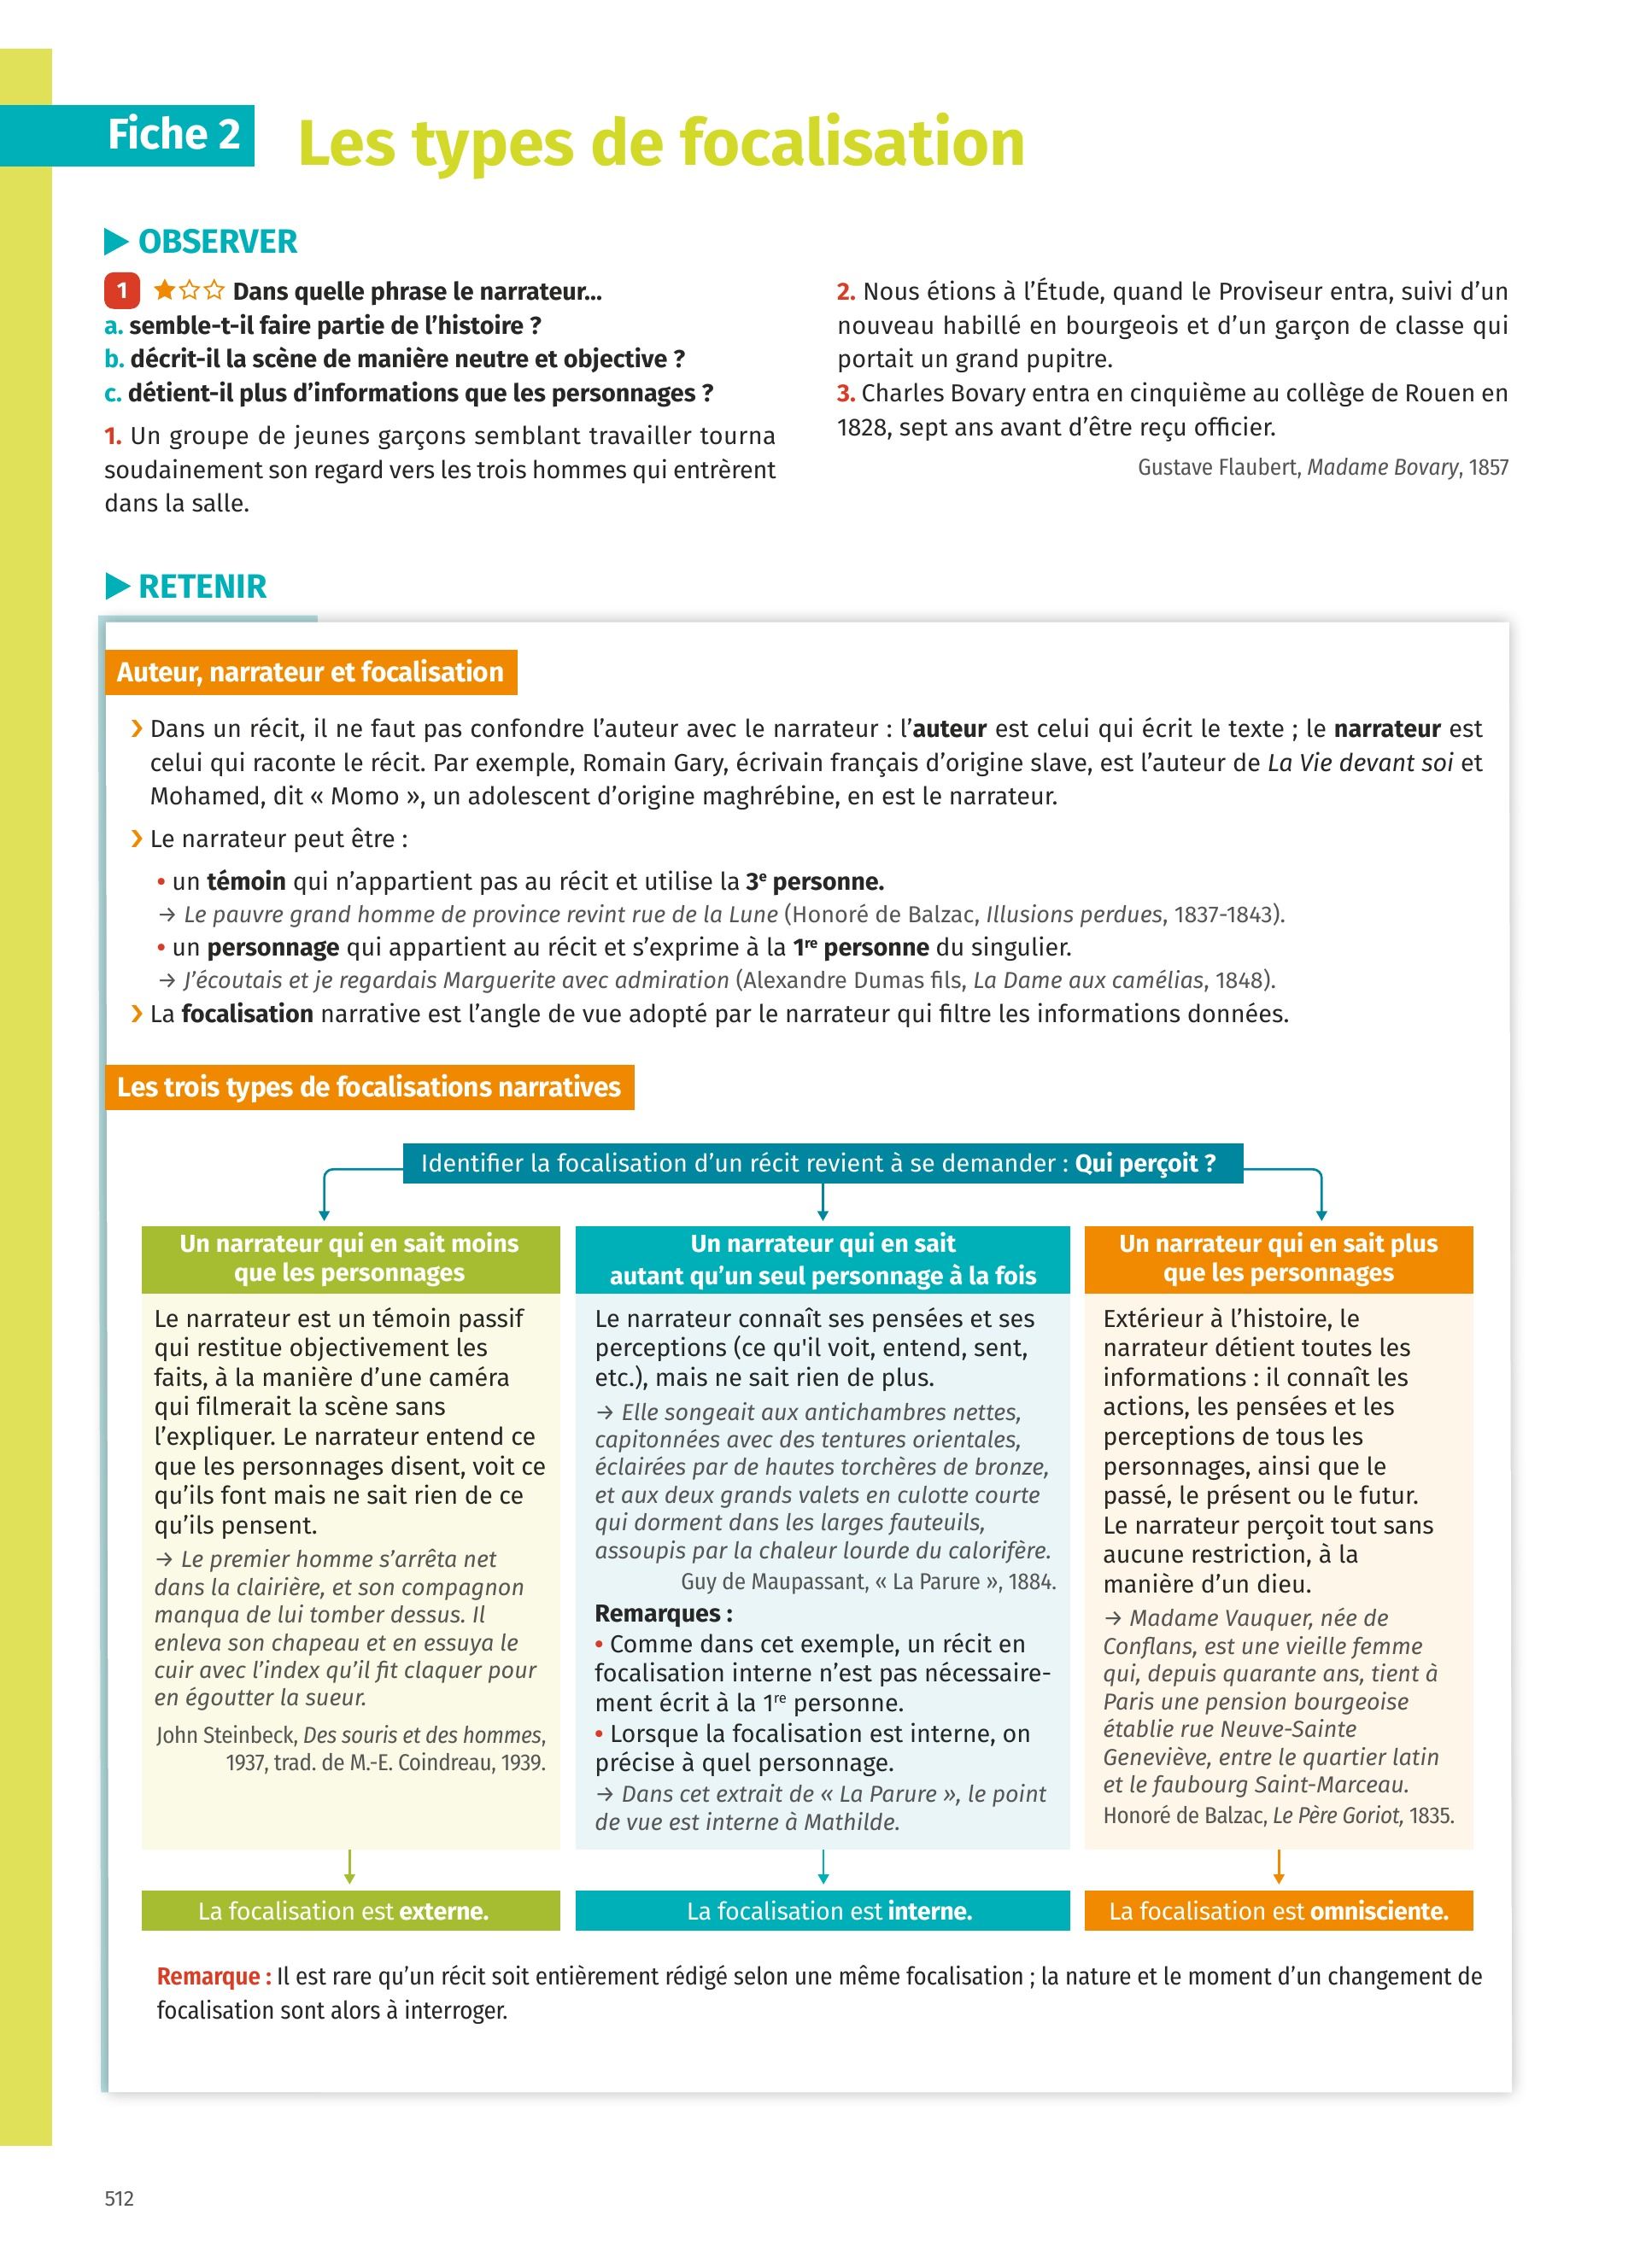 Fiche 2
Les types de focalisation
▶ OBSERVER
1 ★☆☆ Dans quelle phrase le narrateur...
a. semble-t-il faire partie de l'histoire ?
b. décrit-il la scène de manière neutre et objective ?
c. détient-il plus d'informations que les personnages ?
1. Un groupe de jeunes garçons semblant travailler tourna
soudainement son regard vers les trois hommes qui entrèrent
dans la salle.
2. Nous étions à l'Étude, quand le Proviseur entra, suivi d'un
nouveau habillé en bourgeois et d'un garçon de classe qui
portait un grand pupitre.
3. Charles Bovary entra en cinquième au collège de Rouen en
1828, sept ans avant d'être reçu officier.
Gustave Flaubert, Madame Bovary, 1857
▶ RETENIR
Auteur, narrateur et focalisation
› Dans un récit, il ne faut pas confondre l'auteur avec le narrateur : l'auteur est celui qui écrit le texte ; le narrateur est
celui qui raconte le récit. Par exemple, Romain Gary, écrivain français d'origine slave, est l'auteur de La Vie devant soi et
Mohamed, dit « Momo », un adolescent d'origine maghrébine, en est le narrateur.
› Le narrateur peut être :
• un témoin qui n'appartient pas au récit et utilise la 3e personne.
→ Le pauvre grand homme de province revint rue de la Lune (Honoré de Balzac, Illusions perdues, 1837-1843).
• un personnage qui appartient au récit et s'exprime à la 1re personne du singulier.
→ J'écoutais et je regardais Marguerite avec admiration (Alexandre Dumas fils, La Dame aux camélias, 1848).
› La focalisation narrative est l'angle de vue adopté par le narrateur qui filtre les informations données.
Les trois types de focalisations narratives
Identifier la focalisation d'un récit revient à se demander : Qui perçoit ?
Un narrateur qui en sait moins
que les personnages
Le narrateur est un témoin passif
qui restitue objectivement les
faits, à la manière d'une caméra
qui filmerait la scène sans
l'expliquer. Le narrateur entend ce
que les personnages disent, voit ce
qu'ils font mais ne sait rien de ce
qu'ils pensent.
→ Le premier homme s'arrêta net
dans la clairière, et son compagnon
manqua de lui tomber dessus. Il
enleva son chapeau et en essuya le
cuir avec l'index qu'il fit claquer pour
en égoutter la sueur.
John Steinbeck, Des souris et des hommes,
1937, trad. de M.-E. Coindreau, 1939.
La focalisation est externe.
Un narrateur qui en sait
autant qu'un seul personnage à la fois
Le narrateur connaît ses pensées et ses
perceptions (ce qu'il voit, entend, sent,
etc.), mais ne sait rien de plus.
→ Elle songeait aux antichambres nettes,
capitonnées avec des tentures orientales,
éclairées par de hautes torchères de bronze,
et aux deux grands valets en culotte courte
qui dorment dans les larges fauteuils,
assoupis par la chaleur lourde du calorifère.
Guy de Maupassant, « La Parure », 1884.
Remarques :
• Comme dans cet exemple, un récit en
focalisation interne n'est pas nécessaire-
ment écrit à la 1re personne.
• Lorsque la focalisation est interne, on
précise à quel personnage.
→ Dans cet extrait de « La Parure », le point
de vue est interne à Mathilde.
La focalisation est interne.
Un narrateur qui en sait plus
que les personnages
Extérieur à l'histoire, le
narrateur détient toutes les
informations : il connaît les
actions, les pensées et les
perceptions de tous les
personnages, ainsi que le
passé, le présent ou le futur.
Le narrateur perçoit tout sans
aucune restriction, à la
manière d'un dieu.
→ Madame Vauquer, née de
Conflans, est une vieille femme
qui, depuis quarante ans, tient à
Paris une pension bourgeoise
établie rue Neuve-Sainte
Geneviève, entre le quartier latin
et le faubourg Saint-Marceau.
Honoré de Balzac, Le Père Goriot, 1835.
La focalisation est omnisciente.
Remarque : Il est rare qu'un récit soit entièrement rédigé selon une même focalisation ; la nature et le moment d'un changement de
focalisation sont alors à interroger.
512